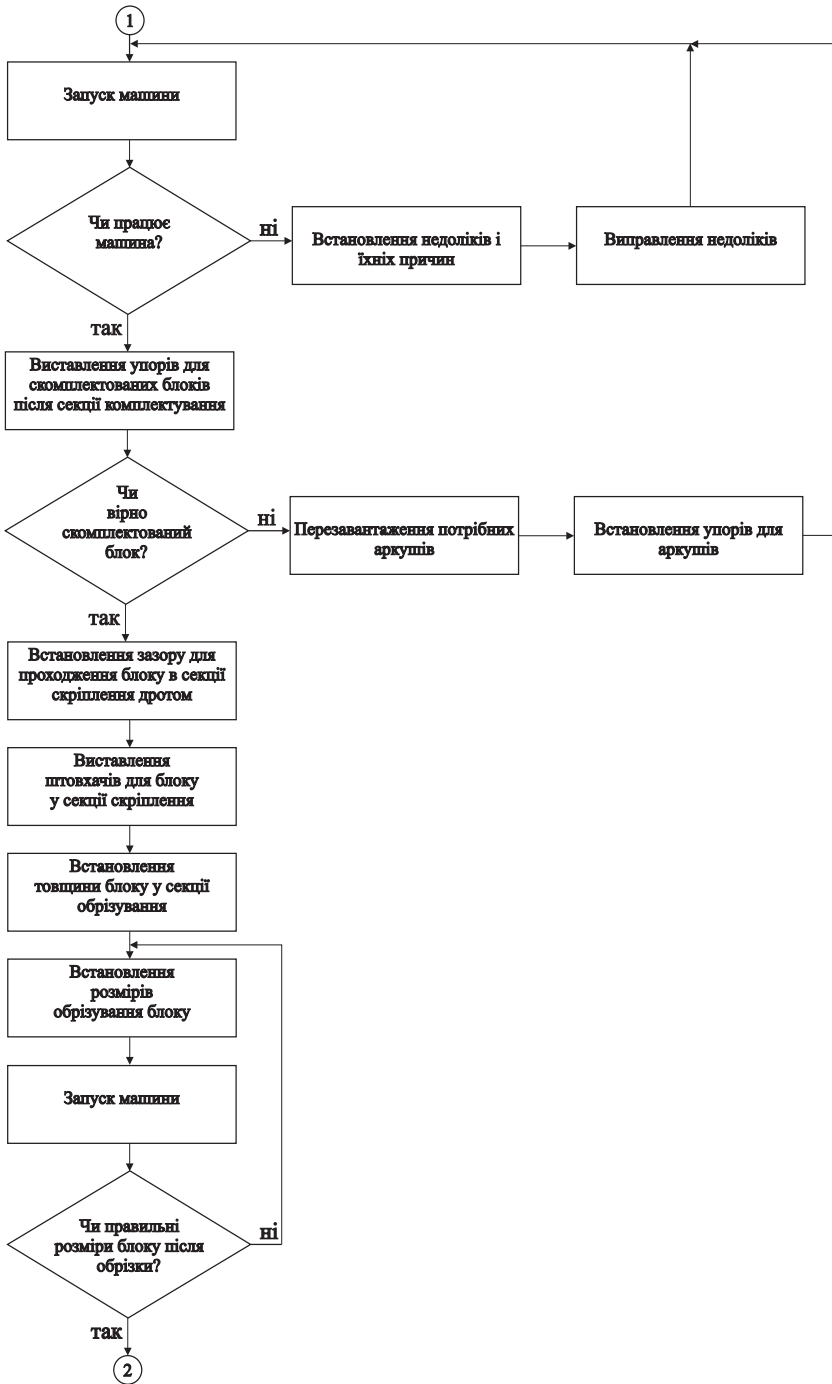 1
Запуск машини
Чи працює
машина?
ні
Встановлення недоліків і
їхніх причин
Виправлення недоліків
так
Виставлення упорів для
скомплектованих блоків
після секції комплектування
Чи
вірно
скомплектований
блок?
ні
Перезавантаження потрібних
аркушів
Встановлення упорів для
аркушів
так
Встановлення зазору для
проходження блоку в секції
скріплення дротом
Виставлення
штовхачів для блоку
у секції скріплення
Встановлення
товщини блоку у секції
обрізування
Встановлення
розмірів
обрізування блоку
Запуск машини
Чи правильні
розміри блоку після
обрізки?
ні
так
2